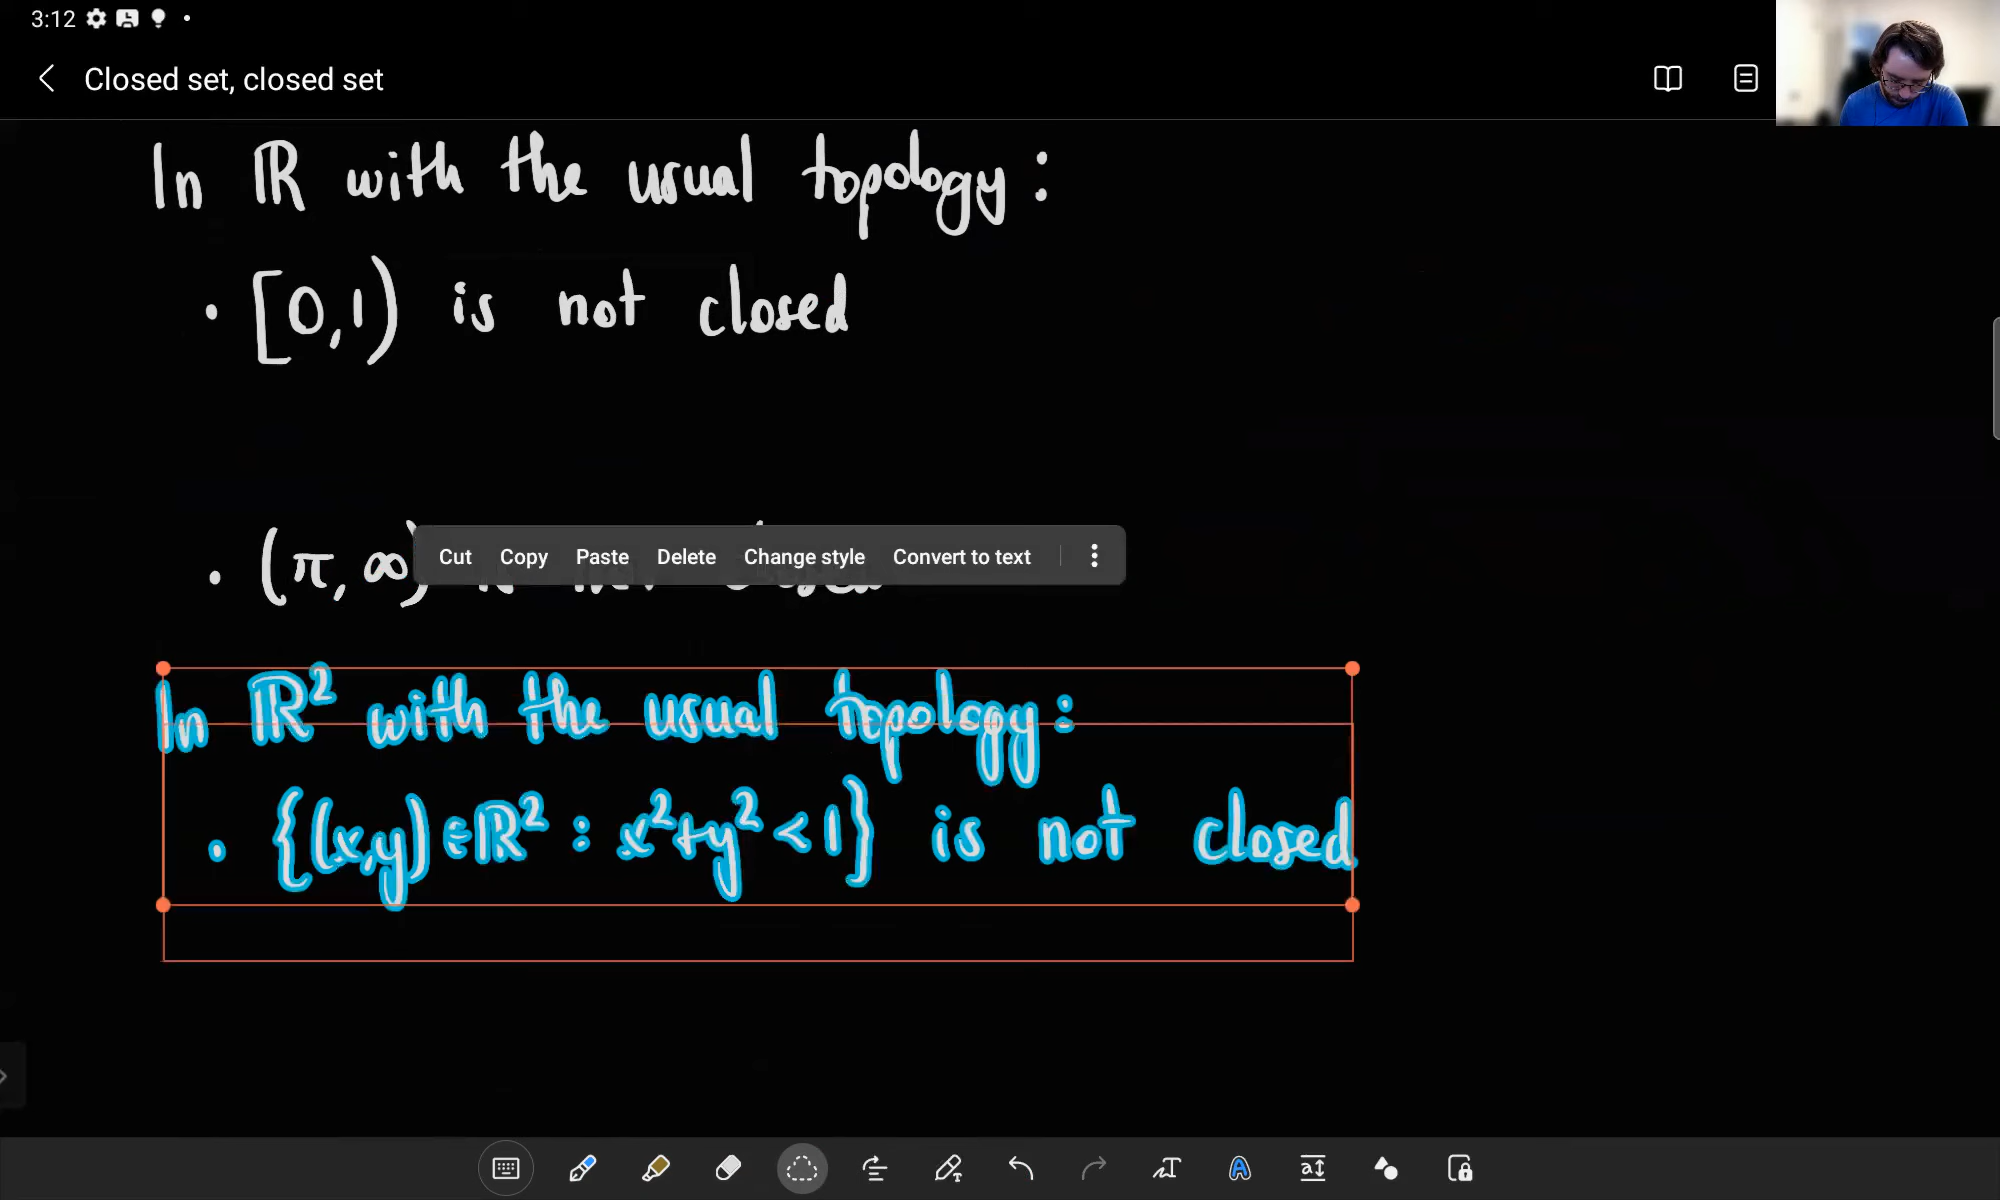 3:12
Closed set, closed set
In ℝ with the usual topology:
• [0,1) is not closed
• (π, ∞)
Cut Copy Paste Delete Change style Convert to text
In ℝ² with the usual topology:
• {(x,y) ∈ ℝ² : x²+y² < 1} is not closed